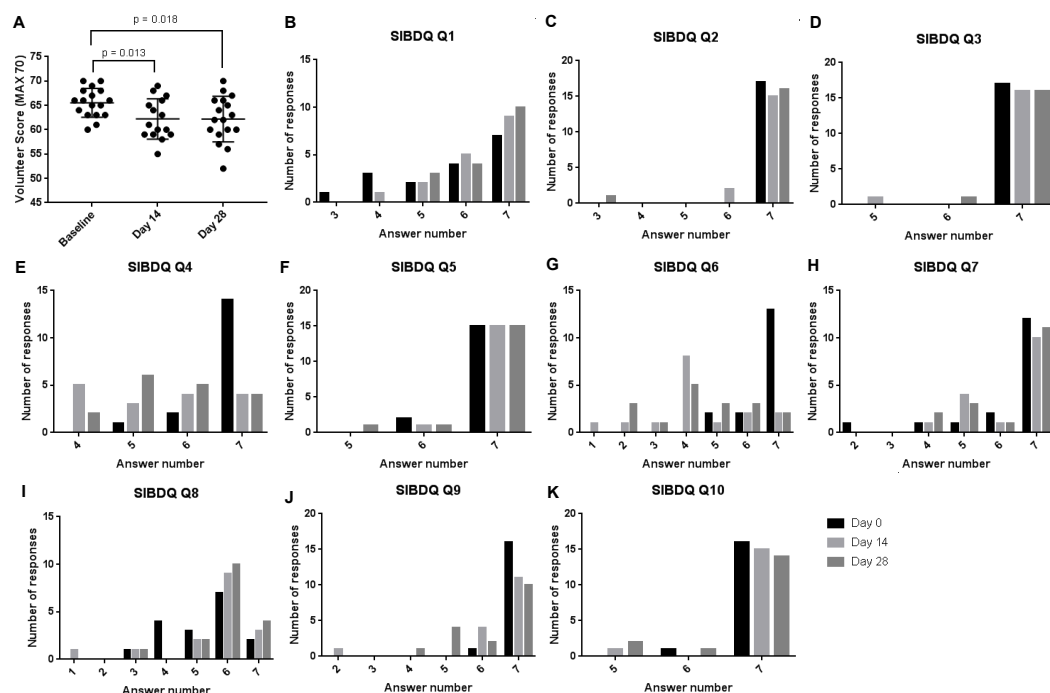 A
p = 0.018
p = 0.013
Volunteer Score (MAX 70)
75
70
65
60
55
50
45
Baseline
Day 14
Day 28
B
SIBDQ Q1
Number of responses
15
10
5
0
3
4
5
6
7
Answer number
C
SIBDQ Q2
Number of responses
20
15
10
5
0
3
4
5
6
7
Answer number
D
SIBDQ Q3
Number of responses
20
15
10
5
0
5
6
7
Answer number
E
SIBDQ Q4
Number of responses
15
10
5
0
4
5
6
7
Answer number
F
SIBDQ Q5
Number of responses
20
15
10
5
0
5
6
7
Answer number
G
SIBDQ Q6
Number of responses
15
10
5
0
1
2
3
4
5
6
7
Answer number
H
SIBDQ Q7
Number of responses
15
10
5
0
2
3
4
5
6
7
Answer number
I
SIBDQ Q8
Number of responses
15
10
5
0
1
2
3
4
5
6
7
Answer number
J
SIBDQ Q9
Number of responses
20
15
10
5
0
2
3
4
5
6
7
Answer number
K
SIBDQ Q10
Number of responses
20
15
10
5
0
5
6
7
Answer number
Day 0
Day 14
Day 28